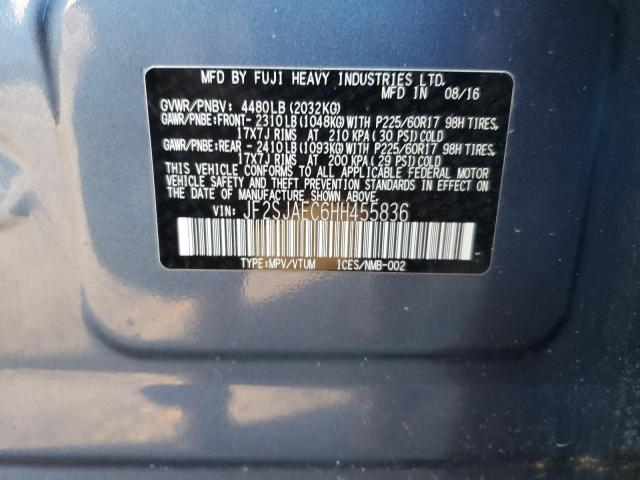 MFD BY FUJI HEAVY INDUSTRIES LTD.
MFD IN 08/16
GVWR/PNBV: 4480LB (2032KG)
GAWR/PNBE:FRONT- 2310LB (1048KG) WITH P225/60R17 98H TIRES,
17X7J RIMS AT 210 KPA (30 PSI) COLD
GAWR/PNBE:REAR - 2410LB (1093KG) WITH P225/60R17 98H TIRES,
17X7J RIMS AT 200 KPA (29 PSI) COLD
THIS VEHICLE CONFORMS TO ALL APPLICABLE FEDERAL MOTOR
VEHICLE SAFETY AND BUMPER STANDARDS IN EFFECT ON THE
DATE OF MANUFACTURE SHOWN ABOVE.
VIN: JF2SJAEC6HH455836
TYPE:MPV/VTUM 1CES/NMB-002